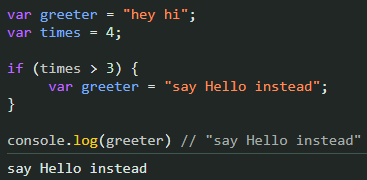 var greeter = "hey hi";
var times = 4;
if (times > 3) {
     var greeter = "say Hello instead";
}
console.log(greeter) // "say Hello instead"
say Hello instead